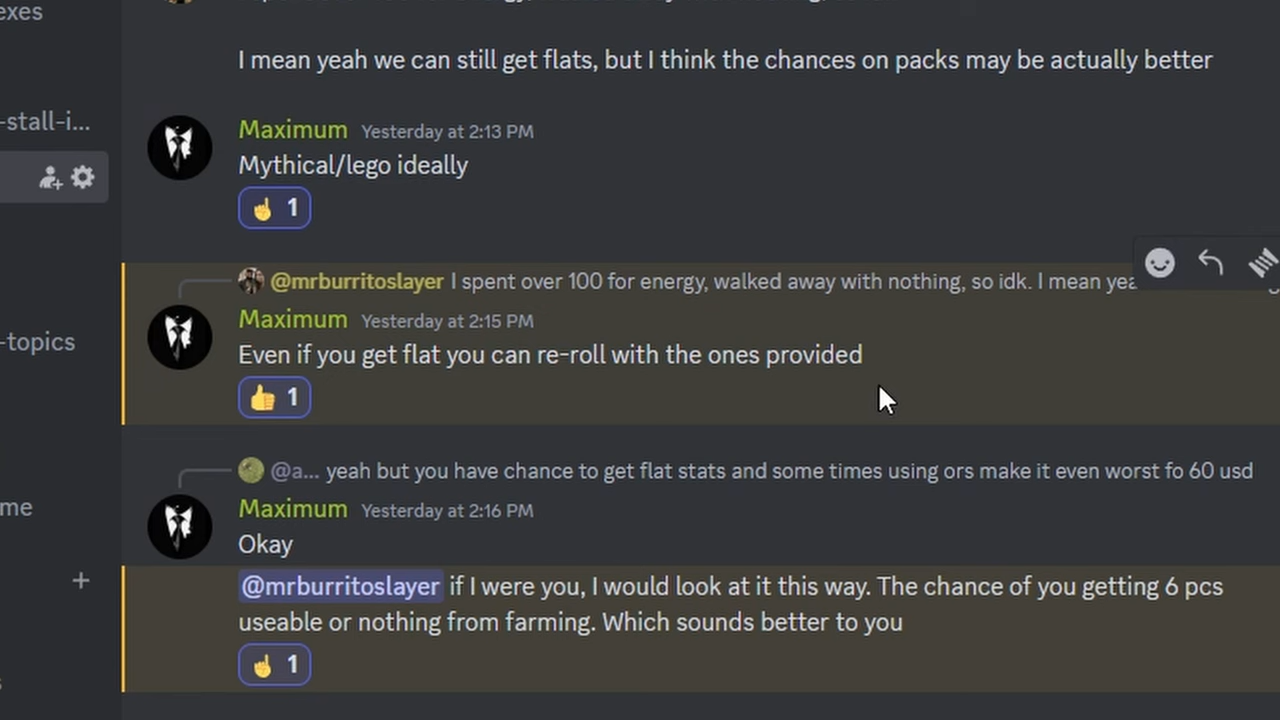 exes
I mean yeah we can still get flats, but I think the chances on packs may be actually better
-stall-i...
Maximum Yesterday at 2:13 PM
Mythical/lego ideally
1
@mrburritoslayer I spent over 100 for energy, walked away with nothing, so idk. I mean yea
Maximum Yesterday at 2:15 PM
-topics
Even if you get flat you can re-roll with the ones provided
1
@a... yeah but you have chance to get flat stats and some times using ors make it even worst fo 60 usd
me
Maximum Yesterday at 2:16 PM
Okay
@mrburritoslayer if I were you, I would look at it this way. The chance of you getting 6 pcs
useable or nothing from farming. Which sounds better to you
1